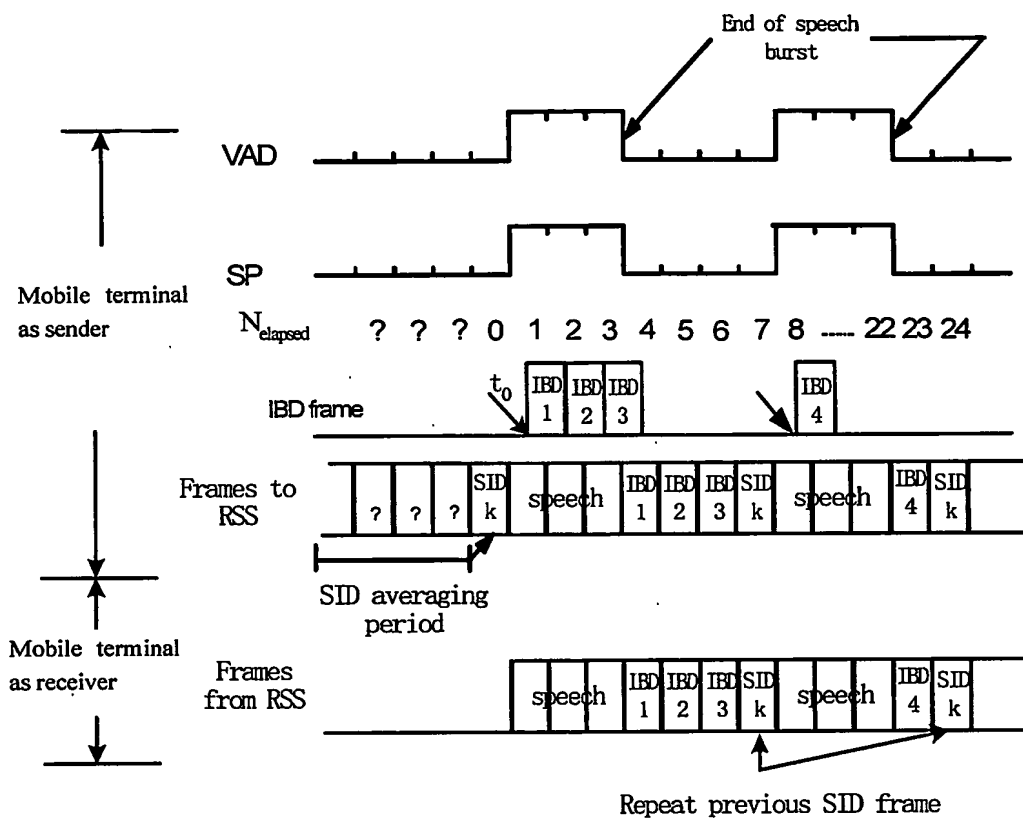 End of speech
burst
VAD
SP
Mobile terminal
as sender
N elapsed ? ? ? 0 1 2 3 4 5 6 7 8 ...... 22 23 24
t0
IBD frame
IBD 1 IBD 2 IBD 3 IBD 4
Frames to
RSS
? ? ? SID k speech IBD 1 IBD 2 IBD 3 SID k speech IBD 4 SID k
SID averaging
period
Mobile terminal
as receiver
Frames
from RSS
speech IBD 1 IBD 2 IBD 3 SID k speech IBD 4 SID k
Repeat previous SID frame